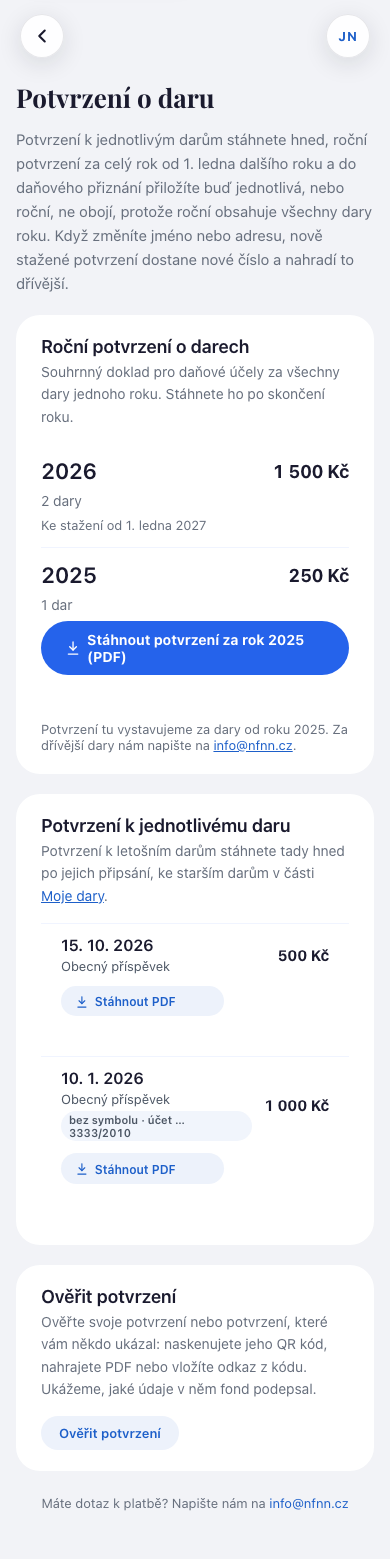 JN
Potvrzení o daru
Potvrzení k jednotlivým darům stáhnete hned, roční
potvrzení za celý rok od 1. ledna dalšího roku a do
daňového přiznání přiložíte buď jednotlivá, nebo
roční, ne obojí, protože roční obsahuje všechny dary
roku. Když změníte jméno nebo adresu, nově
stažené potvrzení dostane nové číslo a nahradí to
dřívější.
Roční potvrzení o darech
Souhrnný doklad pro daňové účely za všechny
dary jednoho roku. Stáhnete ho po skončení
roku.
2026 1 500 Kč
2 dary
Ke stažení od 1. ledna 2027
2025 250 Kč
1 dar
Stáhnout potvrzení za rok 2025
(PDF)
Potvrzení tu vystavujeme za dary od roku 2025. Za
dřívější dary nám napište na info@nfnn.cz.
Potvrzení k jednotlivému daru
Potvrzení k letošním darům stáhnete tady hned
po jejich připsání, ke starším darům v části
Moje dary.
15. 10. 2026
500 Kč
Obecný příspěvek
Stáhnout PDF
10. 1. 2026
Obecný příspěvek
1 000 Kč
bez symbolu · účet …
3333/2010
Stáhnout PDF
Ověřit potvrzení
Ověřte svoje potvrzení nebo potvrzení, které
vám někdo ukázal: naskenujete jeho QR kód,
nahrajete PDF nebo vložíte odkaz z kódu.
Ukážeme, jaké údaje v něm fond podepsal.
Ověřit potvrzení
Máte dotaz k platbě? Napište nám na info@nfnn.cz